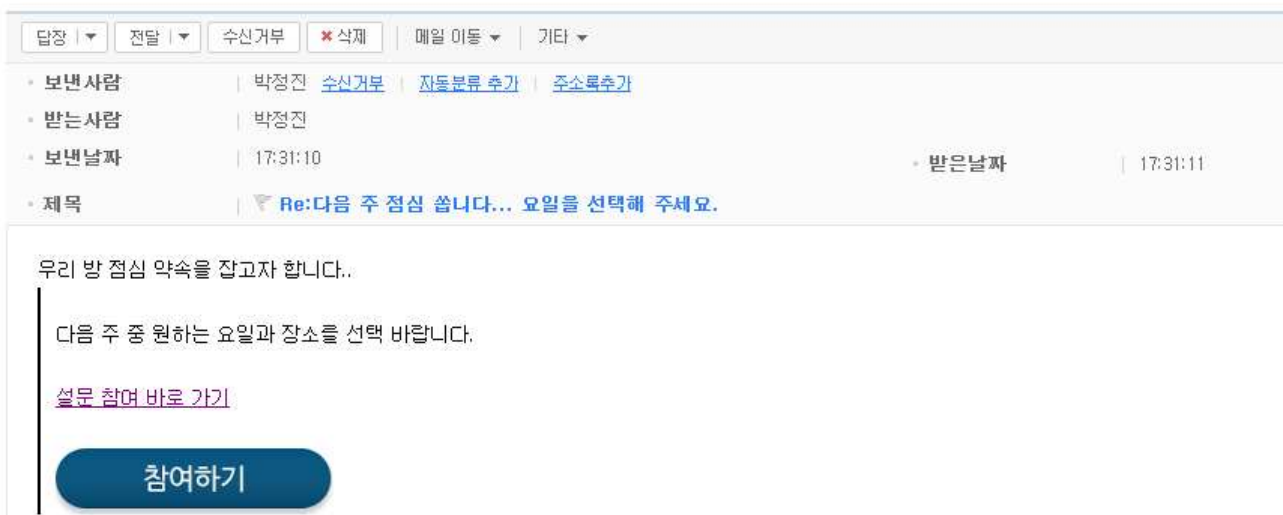 답장 전달 수신거부 삭제 메일 이동 기타
보낸사람 박정진 수신거부 자동분류 추가 주소록추가
받는사람 박정진
보낸날짜 17:31:10 받은날짜 17:31:11
제목 Re:다음 주 점심 쏩니다... 요일을 선택해 주세요.
우리 방 점심 약속을 잡고자 합니다..
다음 주 중 원하는 요일과 장소를 선택 바랍니다.
설문 참여 바로 가기
참여하기